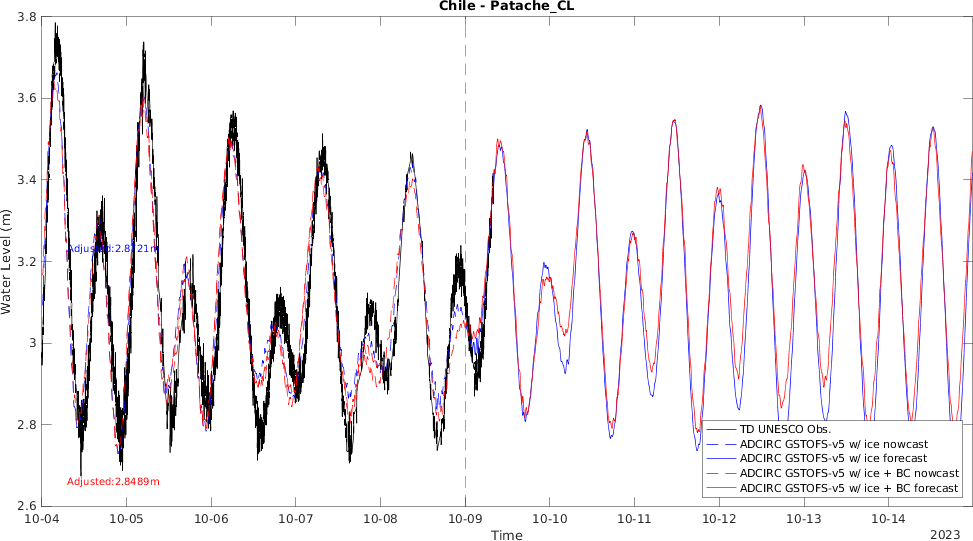 Chile - Patache_CL
3.8
3.6
3.4
3.2
3
2.8
2.6
Water Level (m)
Adjusted:2.8489m
TD UNESCO Obs.
ADCIRC GSTOFS-v5 w/ ice nowcast
ADCIRC GSTOFS-v5 w/ ice forecast
ADCIRC GSTOFS-v5 w/ ice + BC nowcast
ADCIRC GSTOFS-v5 w/ ice + BC forecast
10-04 10-05 10-06 10-07 10-08 10-09 10-10 10-11 10-12 10-13 10-14
Time
2023